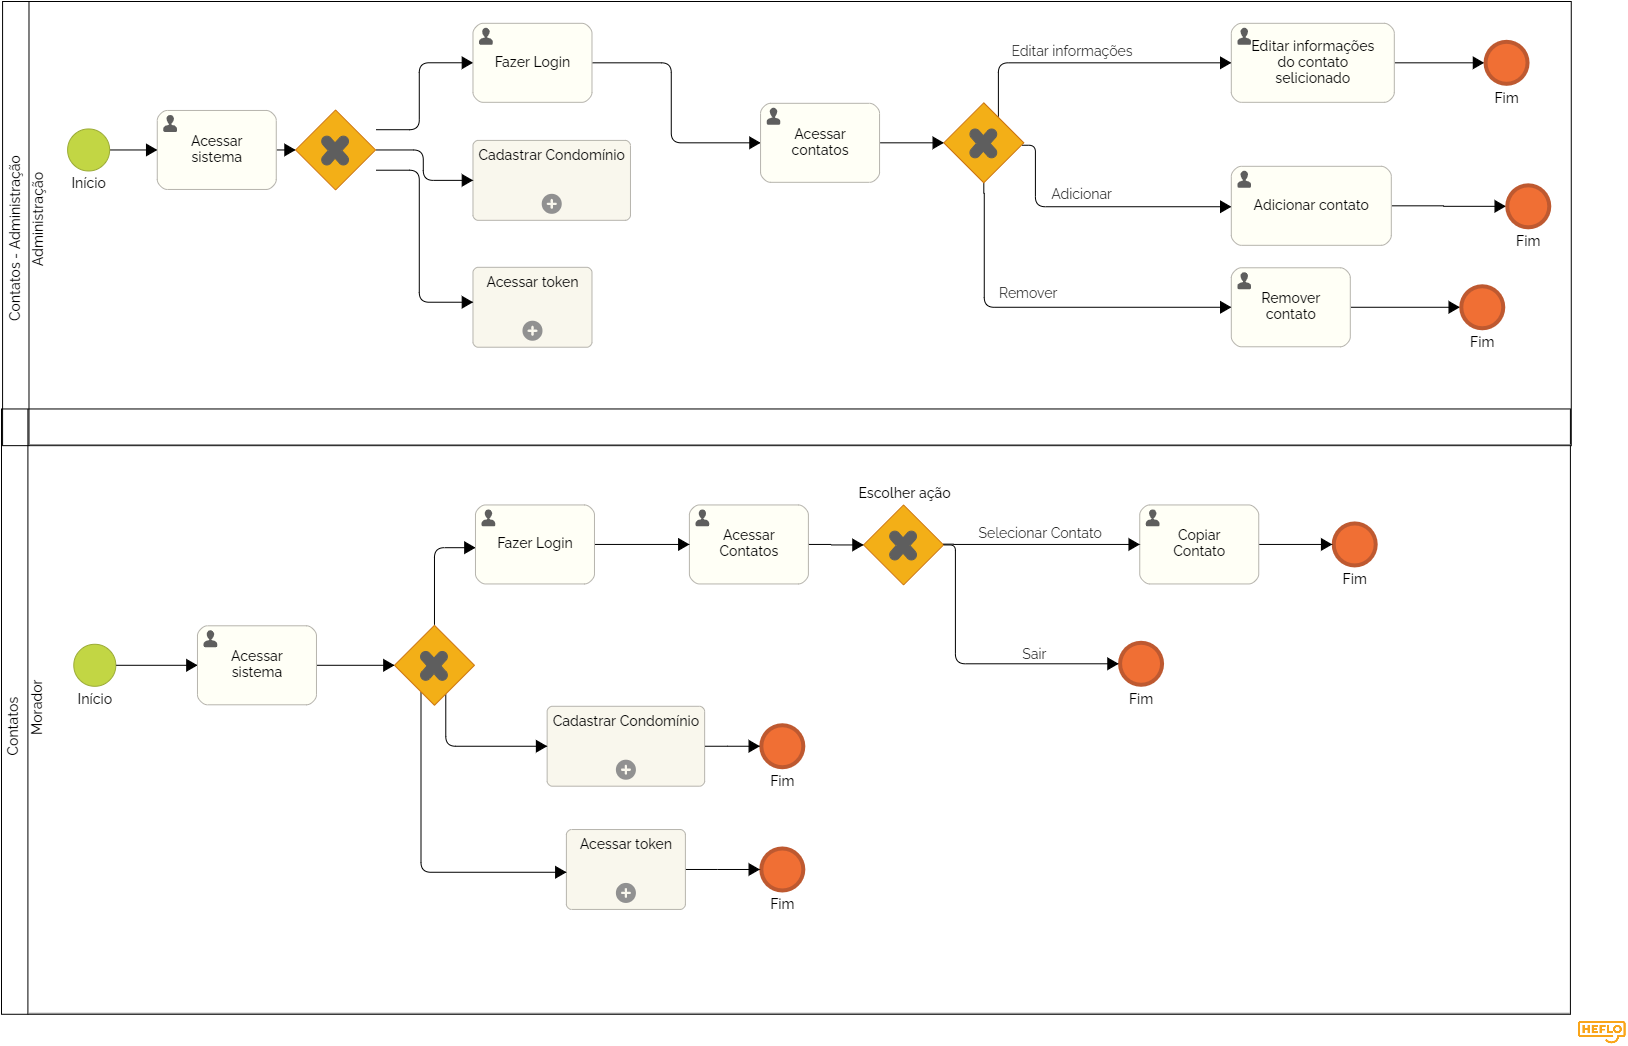 Contatos - Administração
Administração
Início
Acessar
sistema
Fazer Login
Cadastrar Condomínio
Acessar token
Acessar
contatos
Editar informações
Adicionar
Remover
Editar informações
do contato
selicionado
Fim
Adicionar contato
Fim
Remover
contato
Fim
Contatos
Morador
Início
Acessar
sistema
Fazer Login
Acessar
Contatos
Escolher ação
Selecionar Contato
Copiar
Contato
Fim
Sair
Fim
Cadastrar Condomínio
Fim
Acessar token
Fim
HEFLO